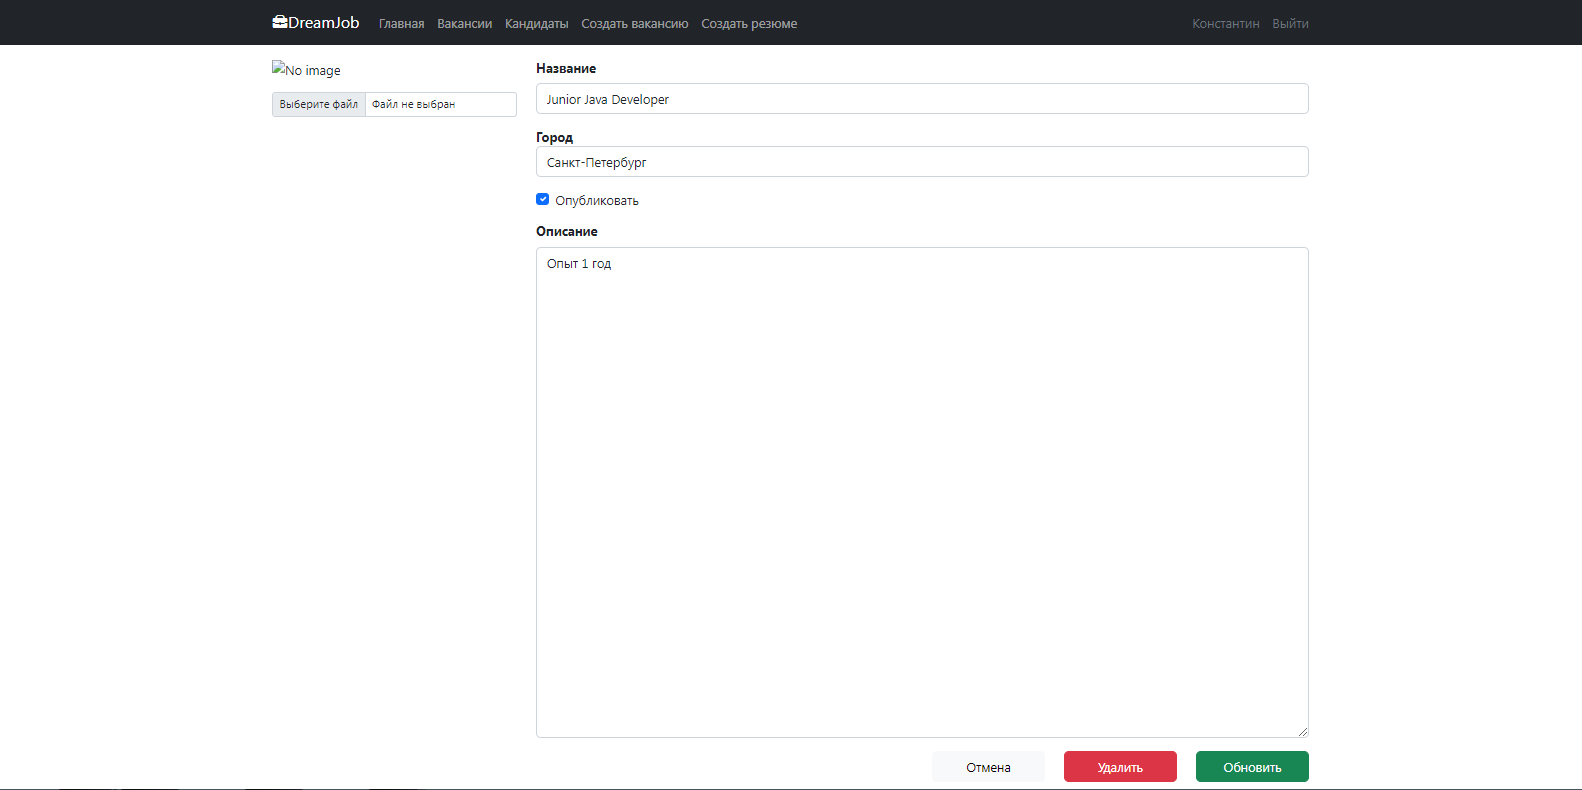 DreamJob Главная Вакансии Кандидаты Создать вакансию Создать резюме Константин Выйти
No image
Выберите файл Файл не выбран
Название
Junior Java Developer
Город
Санкт-Петербург
Опубликовать
Описание
Опыт 1 год
Отмена Удалить Обновить